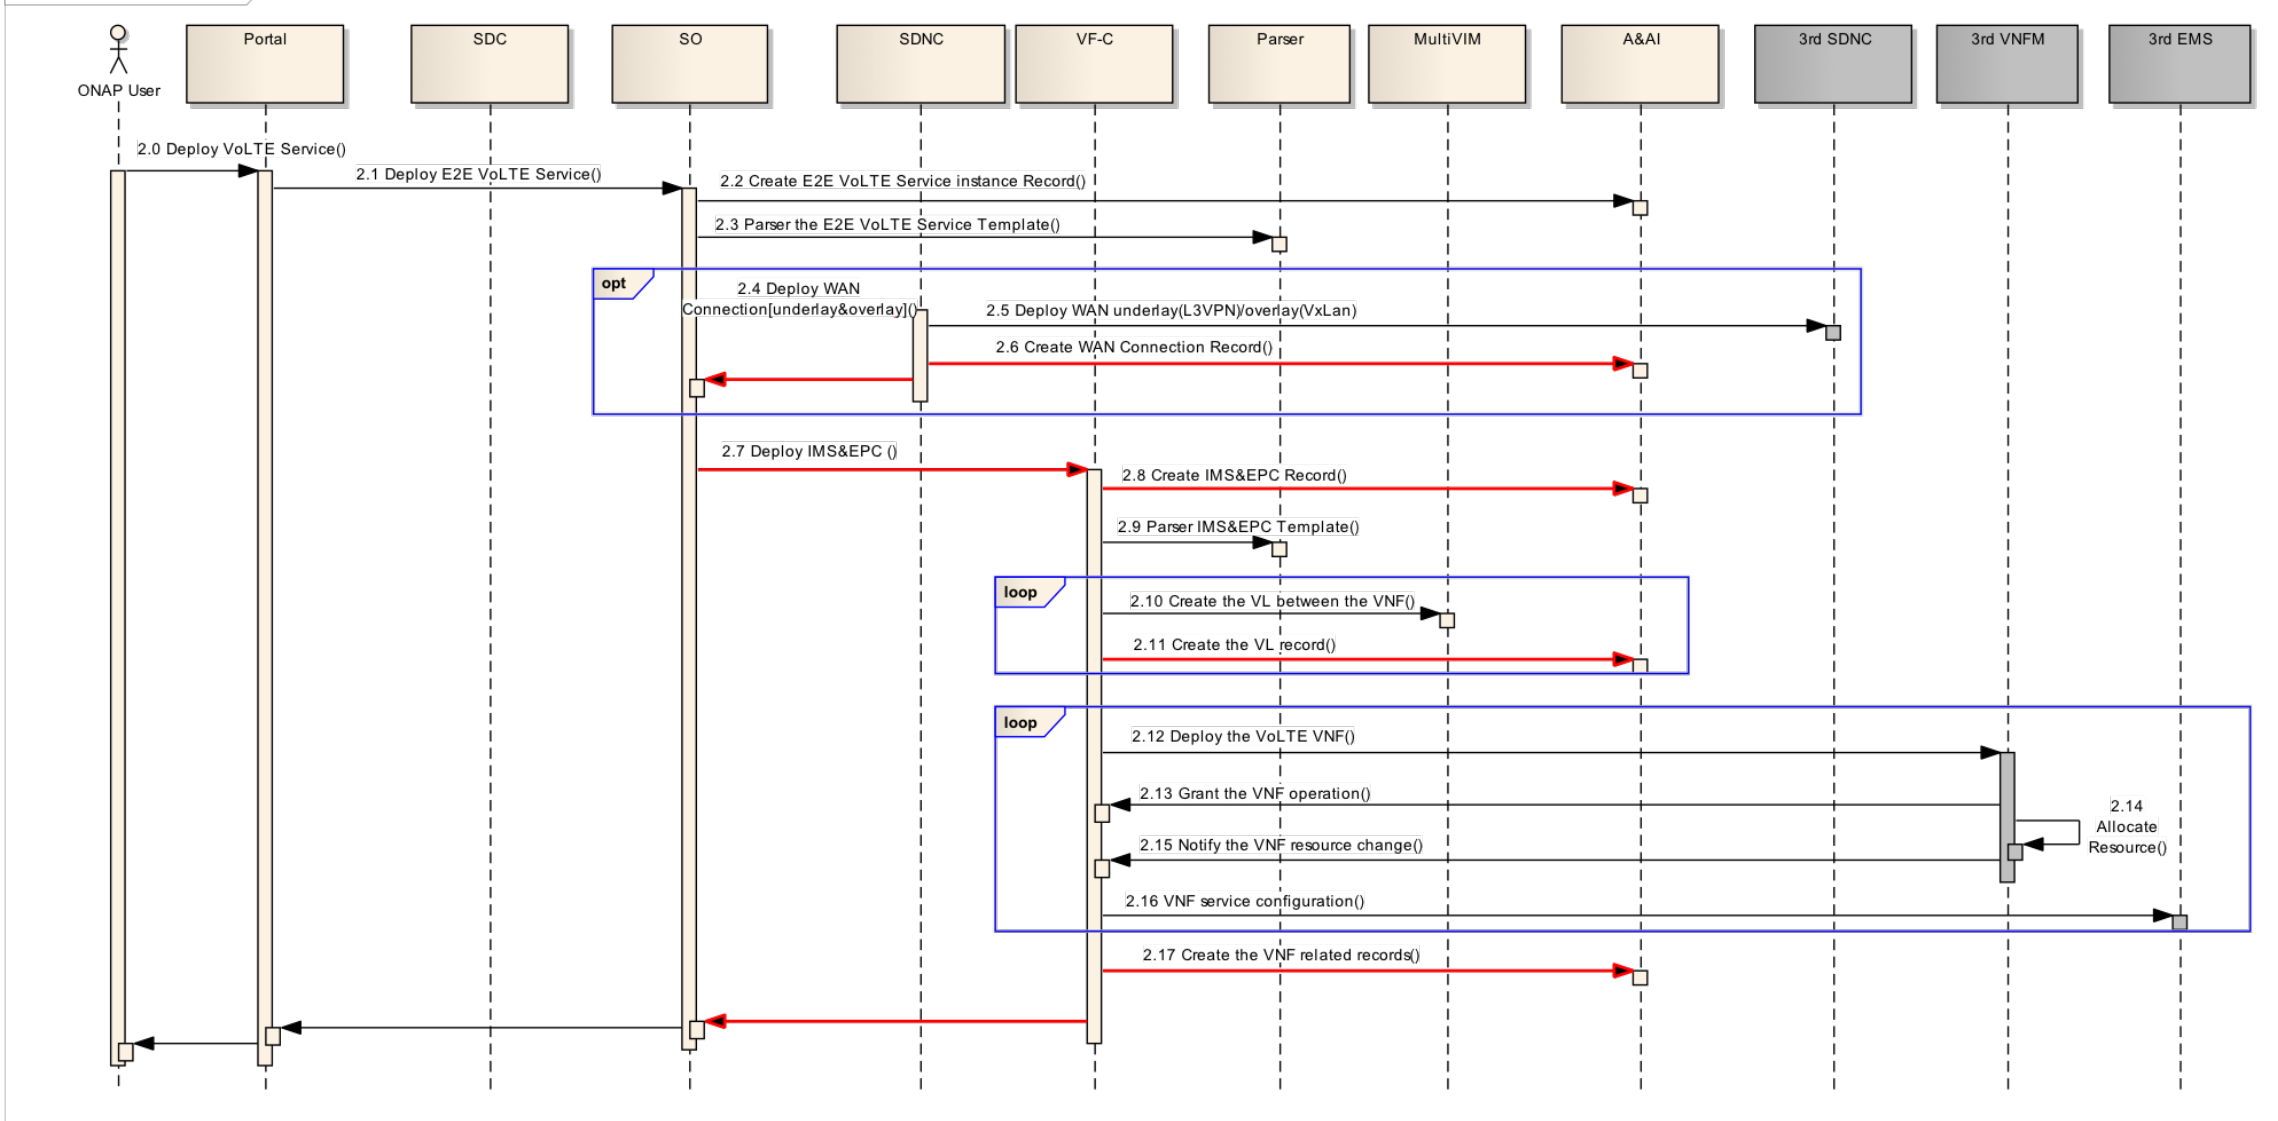 Portal
SDC
SO
SDNC
VF-C
Parser
MultiVIM
A&AI
3rd SDNC
3rd VNFM
3rd EMS
ONAP User
2.0 Deploy VoLTE Service()
2.1 Deploy E2E VoLTE Service()
2.2 Create E2E VoLTE Service instance Record()
2.3 Parser the E2E VoLTE Service Template()
opt
2.4 Deploy WAN
Connection[underlay&overlay]()
2.5 Deploy WAN underlay(L3VPN)/overlay(VxLan)
2.6 Create WAN Connection Record()
2.7 Deploy IMS&EPC ()
2.8 Create IMS&EPC Record()
2.9 Parser IMS&EPC Template()
loop
2.10 Create the VL between the VNF()
2.11 Create the VL record()
loop
2.12 Deploy the VoLTE VNF()
2.13 Grant the VNF operation()
2.14
Allocate
Resource()
2.15 Notify the VNF resource change()
2.16 VNF service configuration()
2.17 Create the VNF related records()